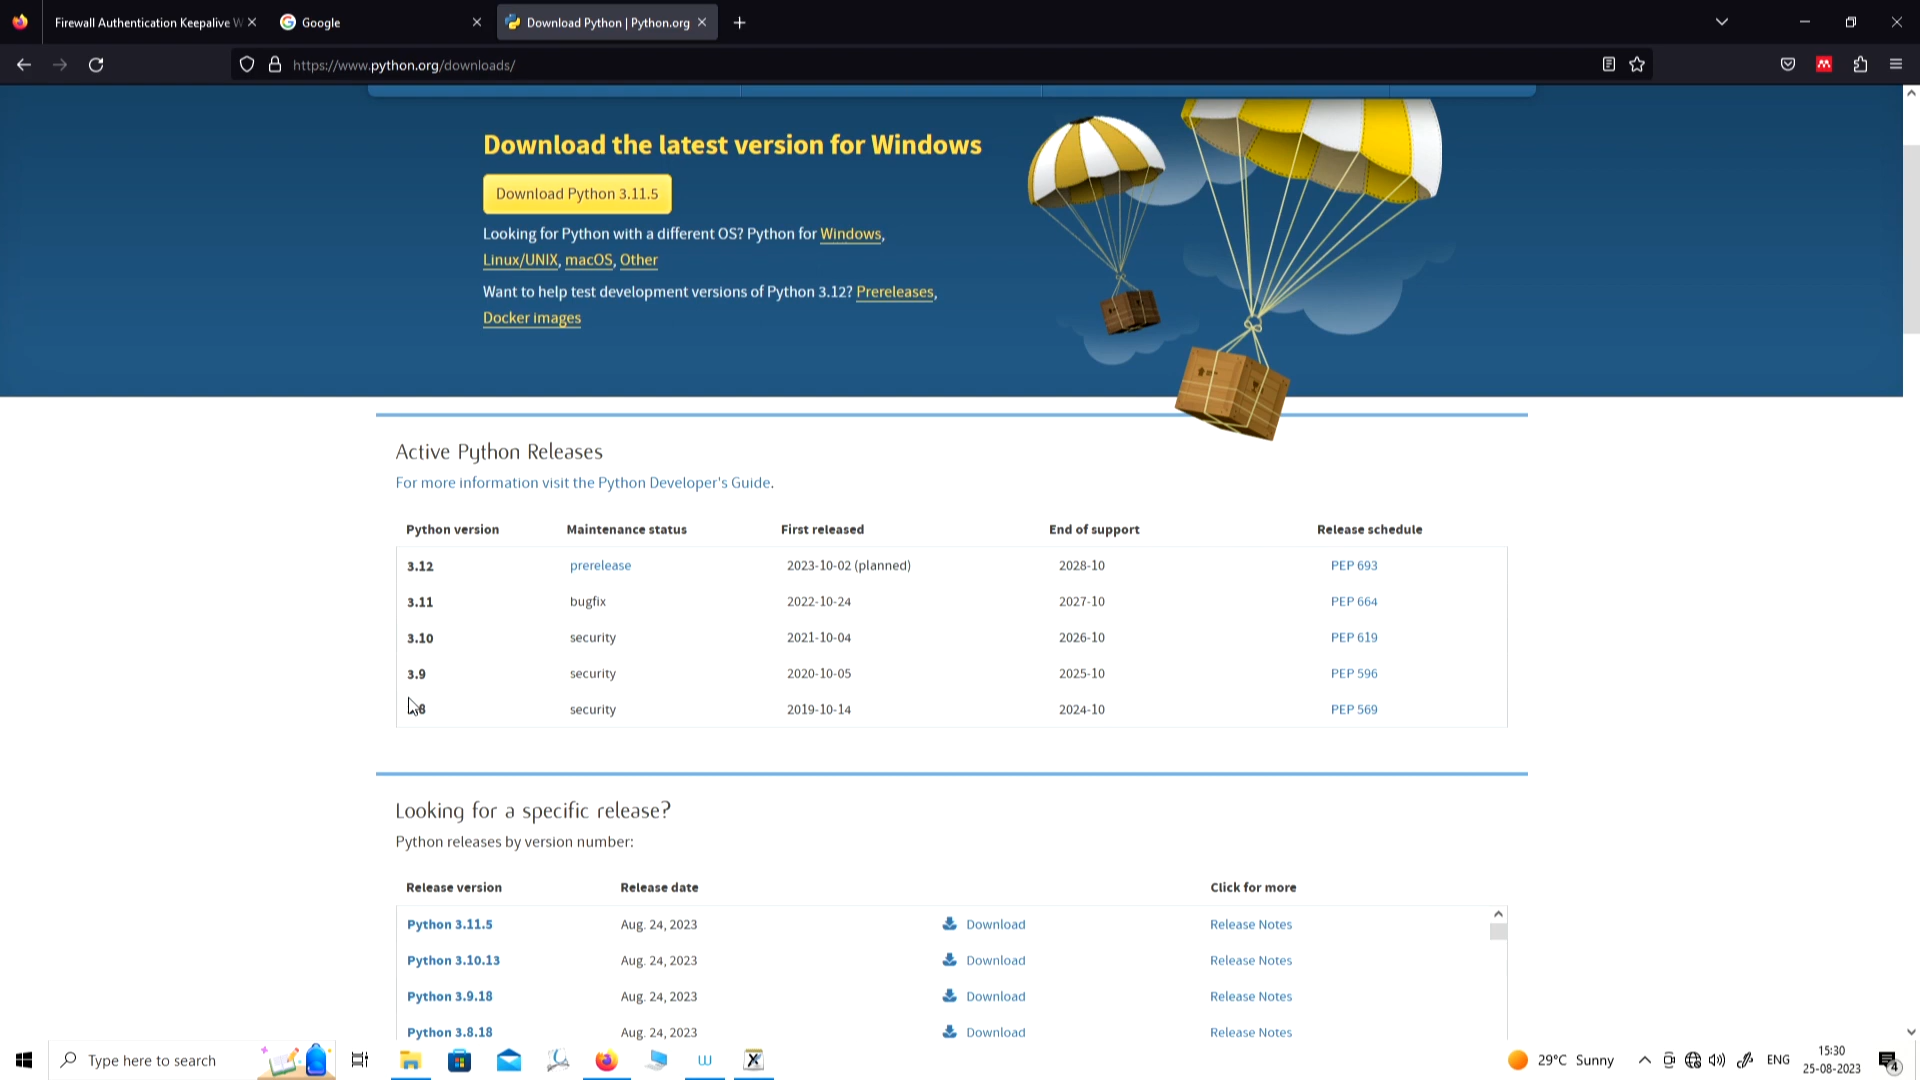 Firewall Authentication Keepalive W
Google
Download Python | Python.org
https://www.python.org/downloads/
Download the latest version for Windows
Download Python 3.11.5
Looking for Python with a different OS? Python for Windows,
Linux/UNIX, macOS, Other
Want to help test development versions of Python 3.12? Prereleases,
Docker images
Active Python Releases
For more information visit the Python Developer's Guide.
Python version Maintenance status First released End of support Release schedule
3.12 prerelease 2023-10-02 (planned) 2028-10 PEP 693
3.11 bugfix 2022-10-24 2027-10 PEP 664
3.10 security 2021-10-04 2026-10 PEP 619
3.9 security 2020-10-05 2025-10 PEP 596
8 security 2019-10-14 2024-10 PEP 569
Looking for a specific release?
Python releases by version number:
Release version Release date Click for more
Python 3.11.5 Aug. 24, 2023 Download Release Notes
Python 3.10.13 Aug. 24, 2023 Download Release Notes
Python 3.9.18 Aug. 24, 2023 Download Release Notes
Python 3.8.18 Aug. 24, 2023 Download Release Notes
Type here to search
29°C Sunny
ENG
15:30
25-08-2023
4